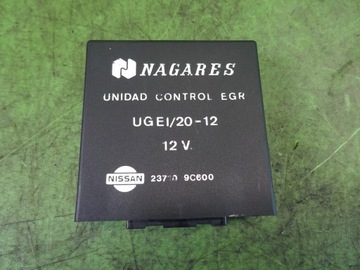 NAGARES
UNIDAD CONTROL EGR
UGEI/20-12
12 V.
NISSAN 9C600